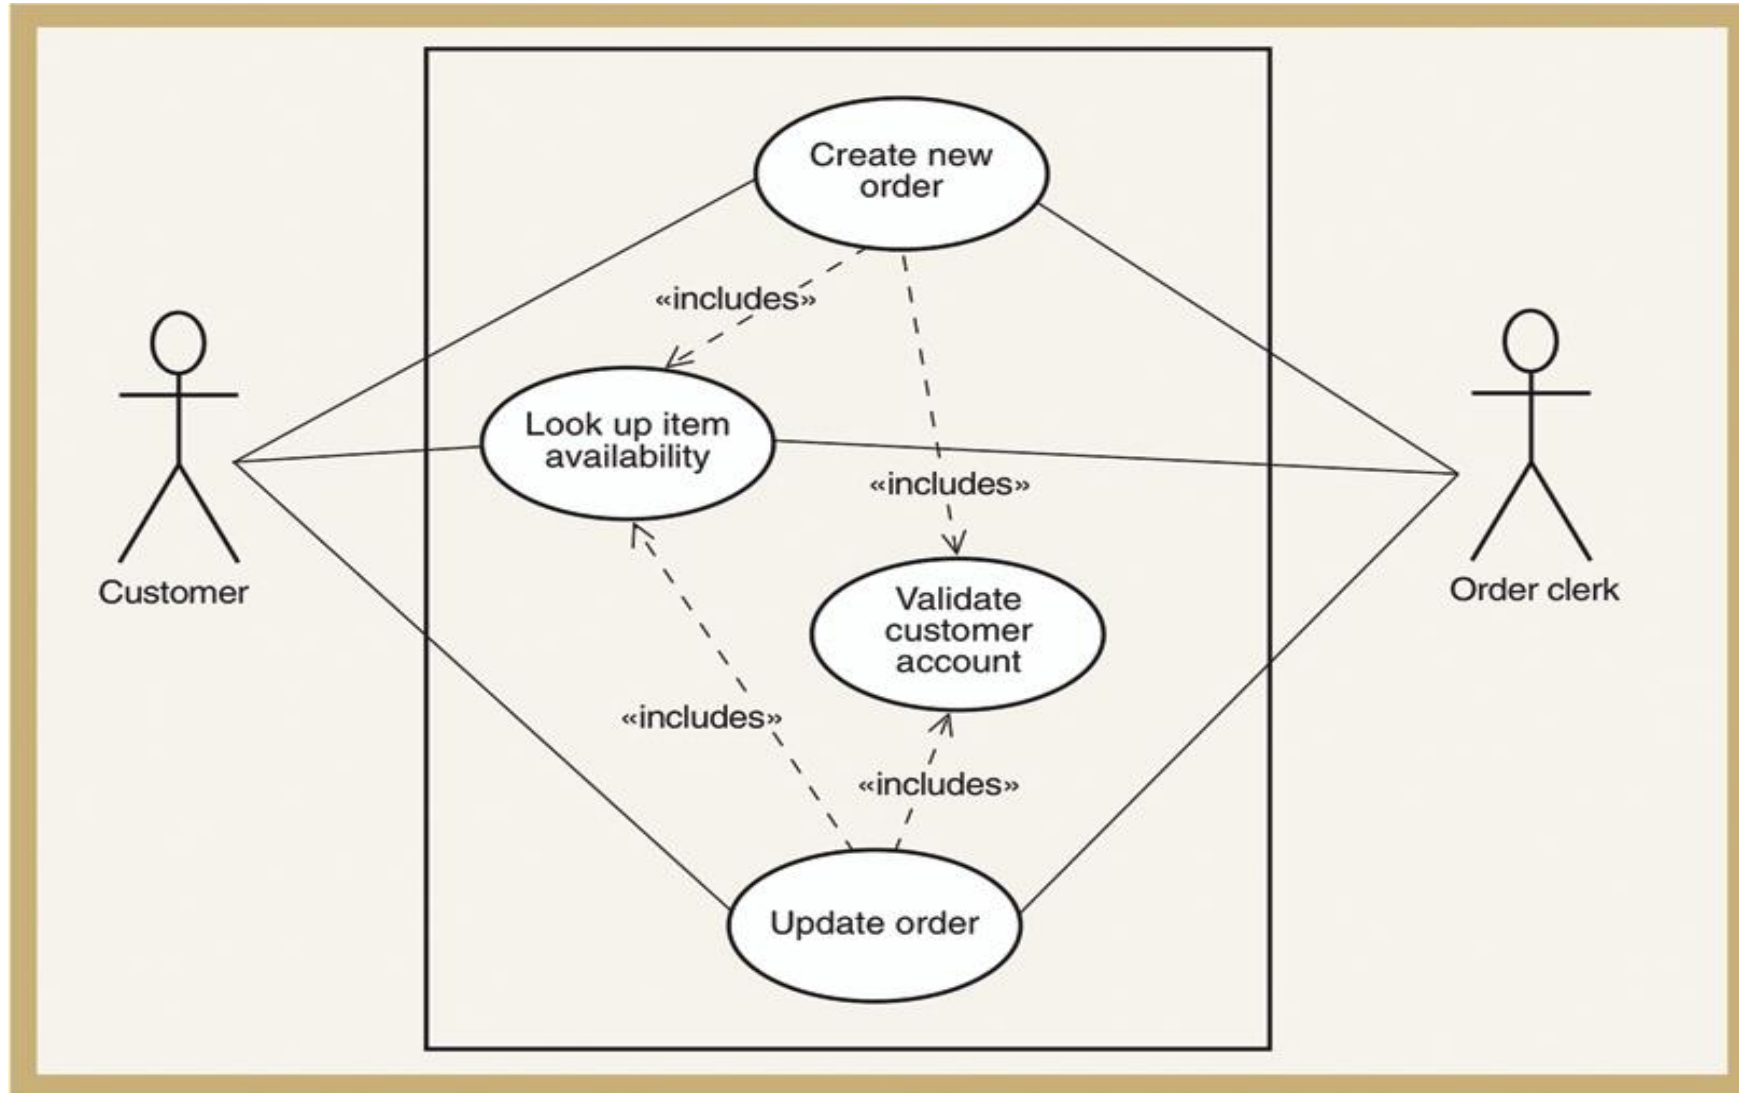 Create new
order
«includes»
Look up item
availability
«includes»
Customer
Validate
customer
account
Order clerk
«includes»
«includes»
Update order